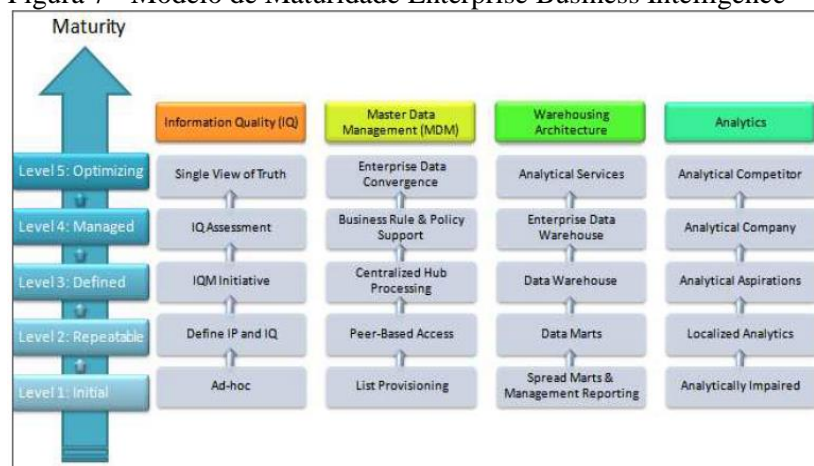 Figura 7 - Modelo de Maturidade Enterprise Business Intelligence
Maturity
Information Quality (IQ)
Master Data
Management (MDM)
Warehousing
Architecture
Analytics
Level 5: Optimizing
Single View of Truth
Enterprise Data
Convergence
Analytical Services
Analytical Competitor
Level 4: Managed
IQ Assessment
Business Rule & Policy
Support
Enterprise Data
Warehouse
Analytical Company
Level 3: Defined
IQM Initiative
Centralized Hub
Processing
Data Warehouse
Analytical Aspirations
Level 2: Repeatable
Define IP and IQ
Peer-Based Access
Data Marts
Localized Analytics
Level 1: Initial
Ad-hoc
List Provisioning
Spread Marts &
Management Reporting
Analytically Impaired